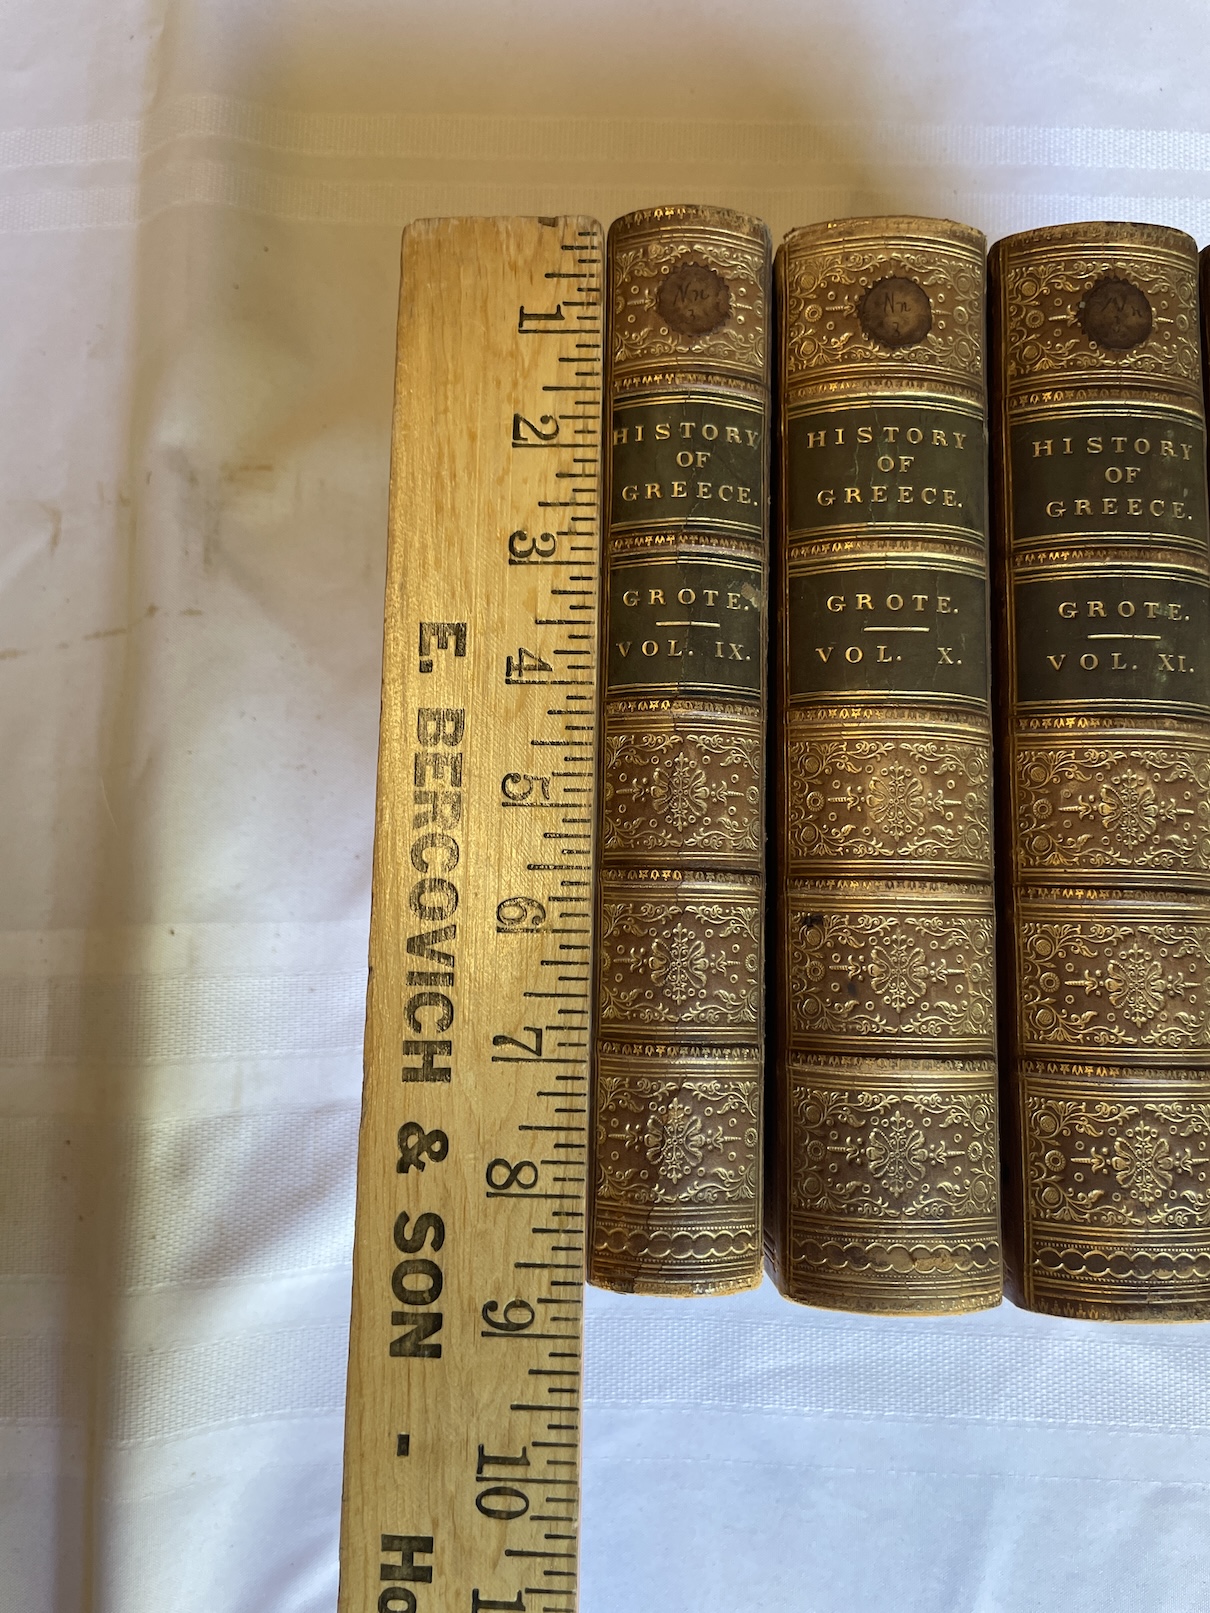 1
2
3
4
5
6
7
8
9
10
E. BERCOVICH & SON -
HISTORY
OF
GREECE.
GROTE.
VOL. IX.
HISTORY
OF
GREECE.
GROTE.
VOL. X.
HISTORY
OF
GREECE.
GROTE.
VOL. XI.